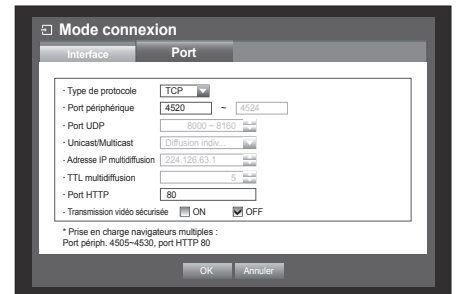 Mode connexion
Interface Port
· Type de protocole TCP
· Port périphérique 4520 ~ 4524
· Port UDP 8000 ~ 8160
· Unicast/Multicast Diffusion indiv...
· Adresse IP multidiffusion 224.126.63.1
· TTL multidiffusion 5
· Port HTTP 80
· Transmission vidéo sécurisée ON OFF
* Prise en charge navigateurs multiples :
Port périph. 4505~4530, port HTTP 80
OK Annuler